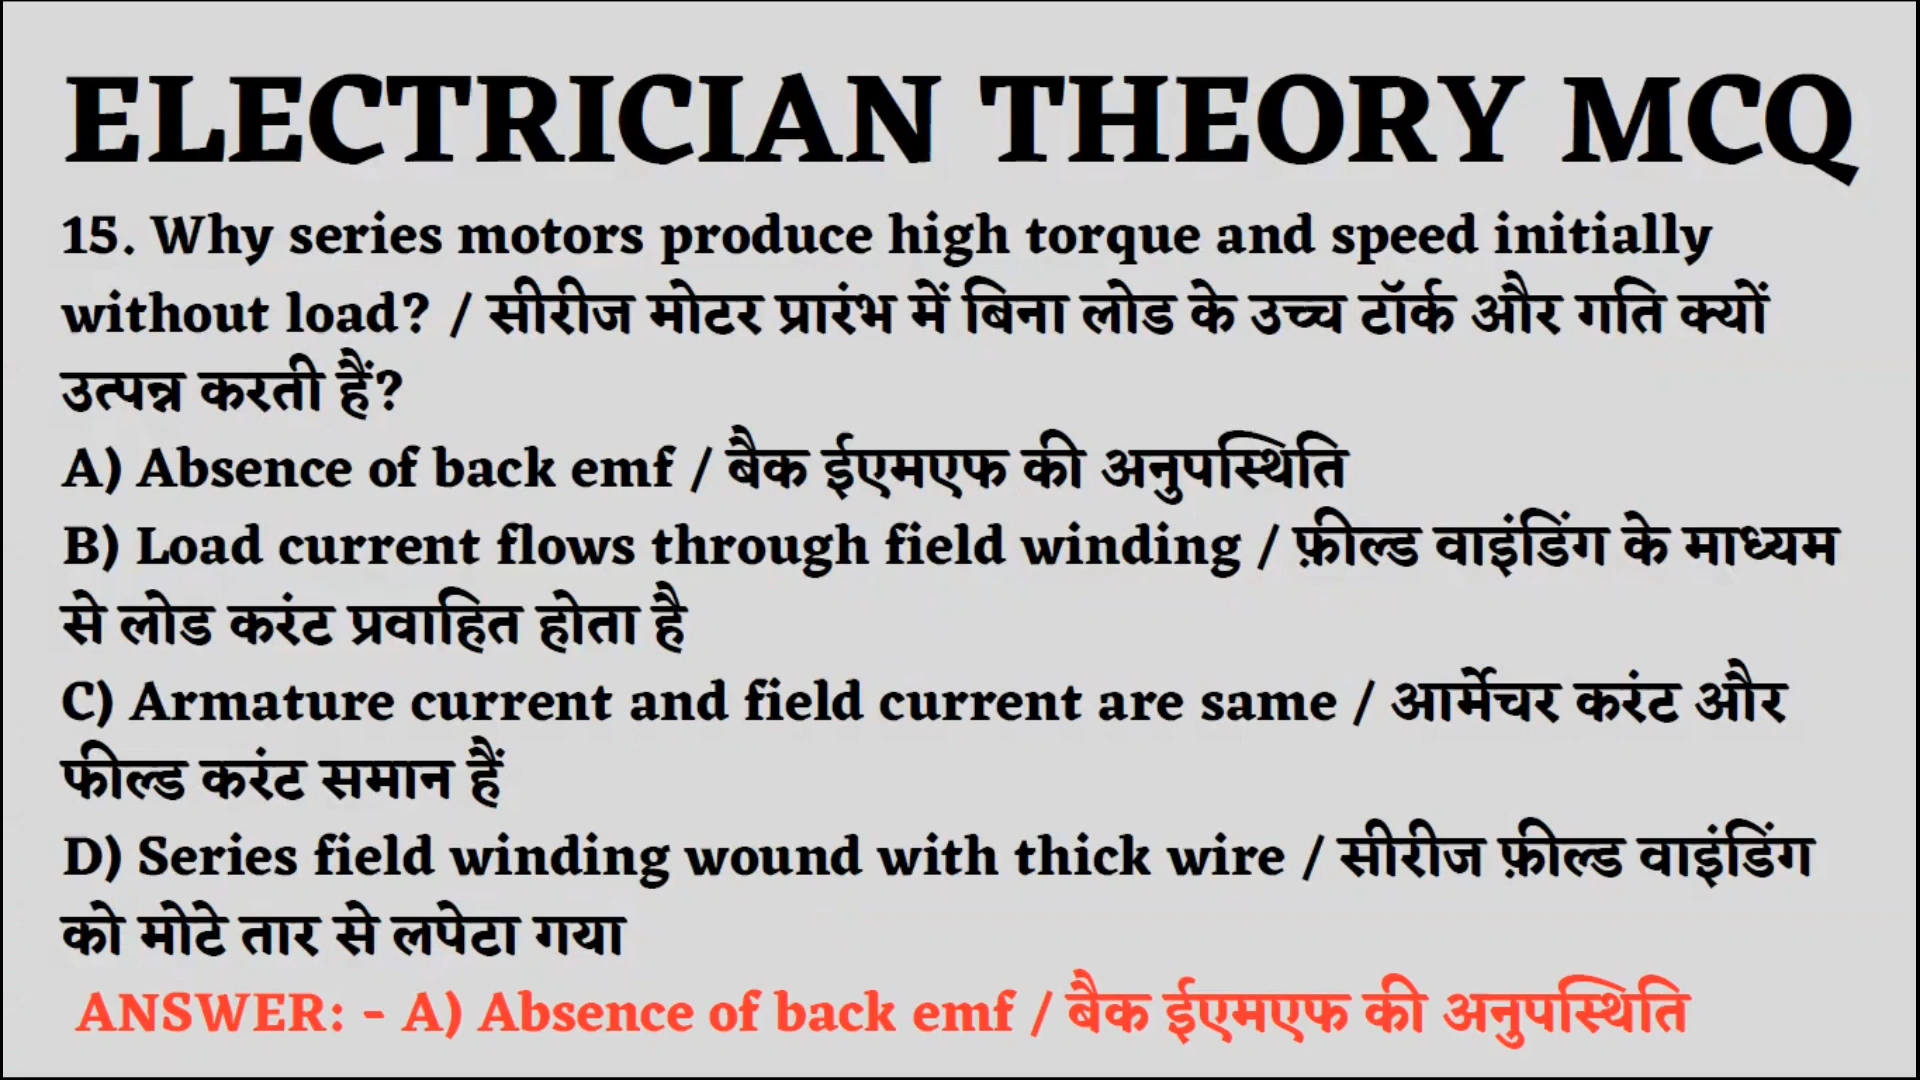 ELECTRICIAN THEORY MCQ
15. Why series motors produce high torque and speed initially
without load? / सीरीज मोटर प्रारंभ में बिना लोड के उच्च टॉर्क और गति क्यों
उत्पन्न करती हैं?
A) Absence of back emf / बैक ईएमएफ की अनुपस्थिति
B) Load current flows through field winding / फ़ील्ड वाइंडिंग के माध्यम
से लोड करंट प्रवाहित होता है
C) Armature current and field current are same / आर्मेचर करंट और
फील्ड करंट समान हैं
D) Series field winding wound with thick wire / सीरीज फ़ील्ड वाइंडिंग
को मोटे तार से लपेटा गया
ANSWER: - A) Absence of back emf / बैक ईएमएफ की अनुपस्थिति